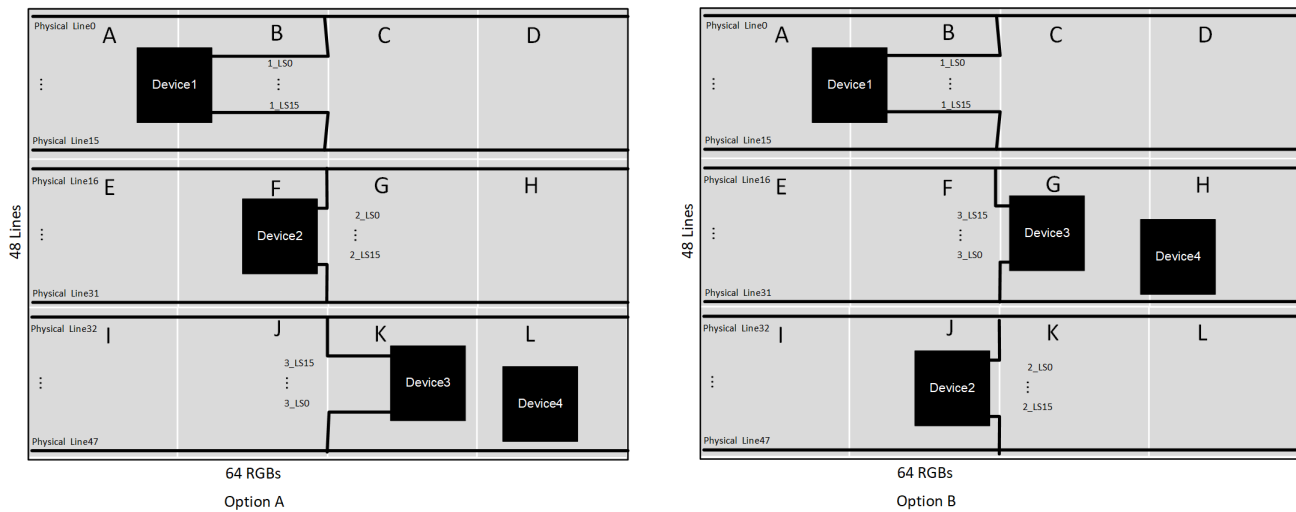 Physical Line0
A
B
C
D
Device1
1_LS0
⋮
1_LS15
⋮
Physical Line15
Physical Line16
E
F
G
H
Device2
2_LS0
⋮
2_LS15
⋮
Physical Line31
Physical Line32
I
J
K
L
3_LS15
⋮
3_LS0
Device3
Device4
⋮
Physical Line47
48 Lines
64 RGBs
Option A
Physical Line0
A
B
C
D
Device1
1_LS0
⋮
1_LS15
⋮
Physical Line15
Physical Line16
E
F
G
H
3_LS15
⋮
3_LS0
Device3
Device4
⋮
Physical Line31
Physical Line32
I
J
K
L
Device2
2_LS0
⋮
2_LS15
⋮
Physical Line47
48 Lines
64 RGBs
Option B